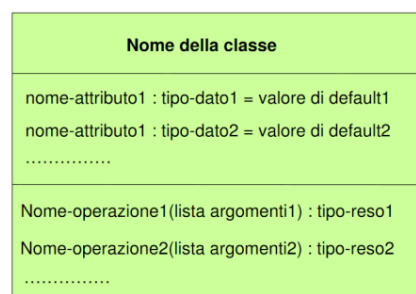 Nome della classe
nome-attributo1 : tipo-dato1 = valore di default1
nome-attributo1 : tipo-dato2 = valore di default2
……………
Nome-operazione1(lista argomenti1) : tipo-reso1
Nome-operazione2(lista argomenti2) : tipo-reso2
……………